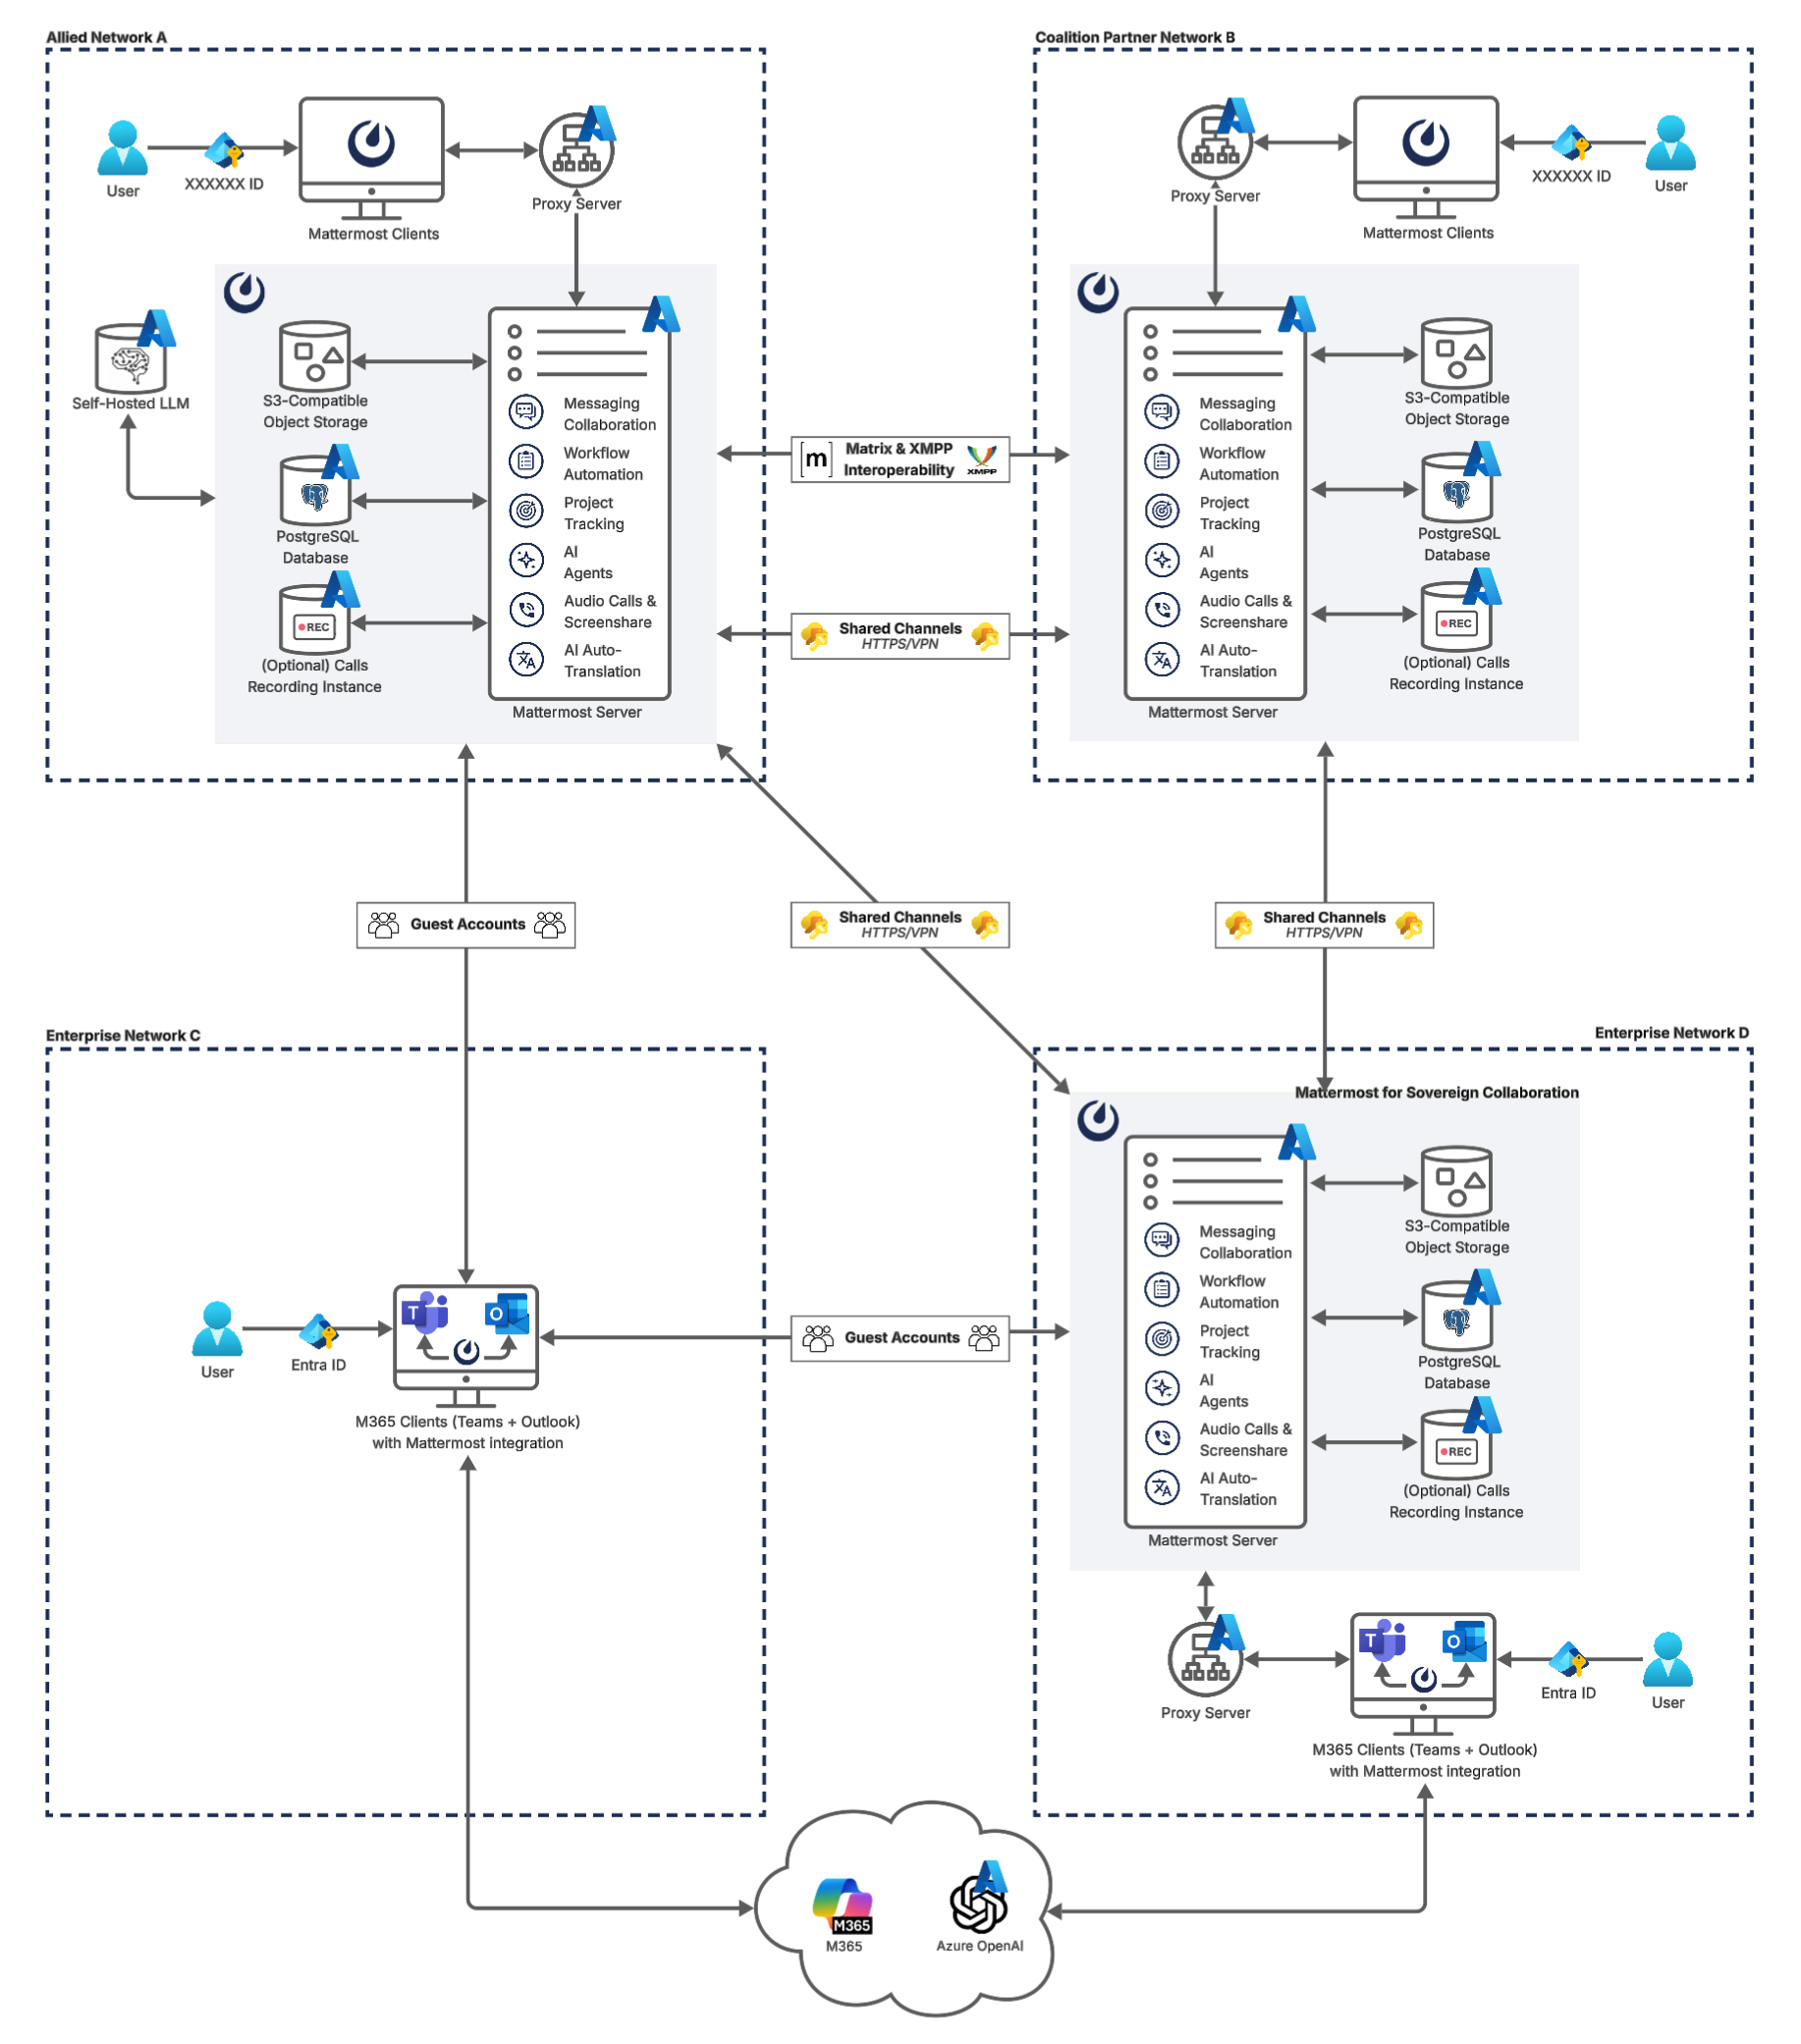 Allied Network A
User
XXXXXX ID
Mattermost Clients
Proxy Server
Self-Hosted LLM
S3-Compatible
Object Storage
PostgreSQL
Database
REC
(Optional) Calls
Recording Instance
Messaging
Collaboration
Workflow
Automation
Project
Tracking
AI
Agents
Audio Calls &
Screenshare
AI Auto-
Translation
Mattermost Server
[m]
Matrix & XMPP
Interoperability
XMPP
Shared Channels
HTTPS/VPN
Coalition Partner Network B
Proxy Server
Mattermost Clients
XXXXXX ID
User
Messaging
Collaboration
Workflow
Automation
Project
Tracking
AI
Agents
Audio Calls &
Screenshare
AI Auto-
Translation
Mattermost Server
S3-Compatible
Object Storage
PostgreSQL
Database
REC
(Optional) Calls
Recording Instance
Guest Accounts
Shared Channels
HTTPS/VPN
Shared Channels
HTTPS/VPN
Enterprise Network C
User
Entra ID
T
O
M365 Clients (Teams + Outlook)
with Mattermost integration
Guest Accounts
Enterprise Network D
Mattermost for Sovereign Collaboration
Messaging
Collaboration
Workflow
Automation
Project
Tracking
AI
Agents
Audio Calls &
Screenshare
AI Auto-
Translation
Mattermost Server
S3-Compatible
Object Storage
PostgreSQL
Database
REC
(Optional) Calls
Recording Instance
Proxy Server
T
O
M365 Clients (Teams + Outlook)
with Mattermost integration
Entra ID
User
M365
M365
Azure OpenAI